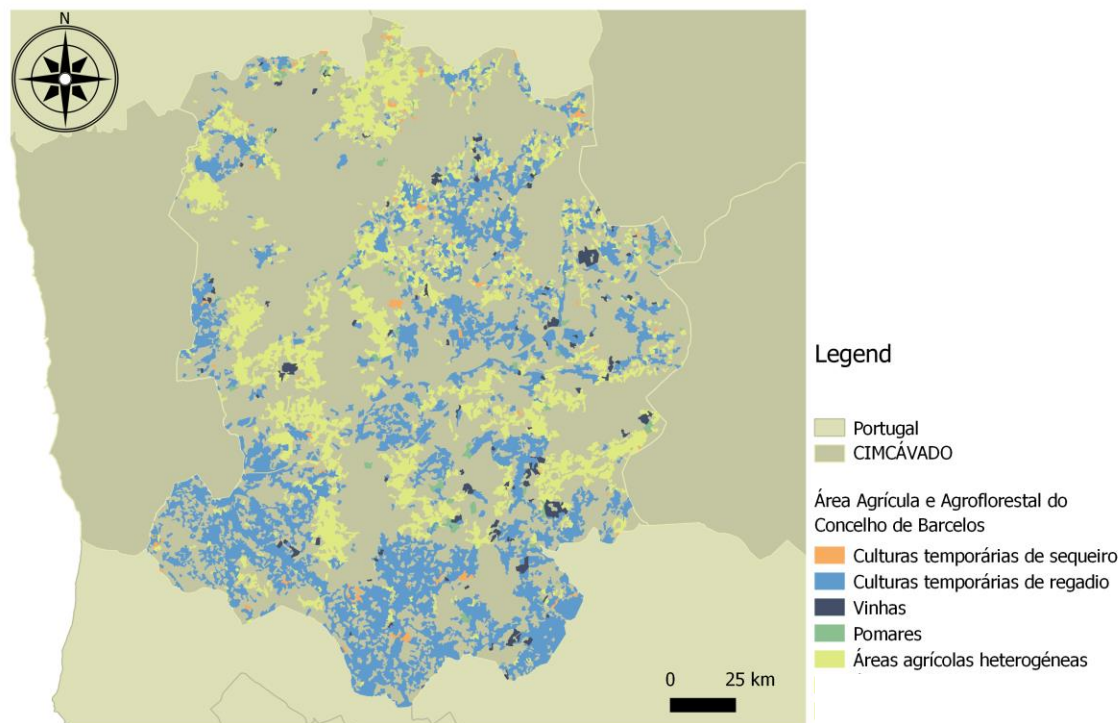 N
Legend
Portugal
CIMCÁVADO
Área Agrícula e Agroflorestal do
Concelho de Barcelos
Culturas temporárias de sequeiro
Culturas temporárias de regadio
Vinhas
Pomares
Áreas agrícolas heterogéneas
0 25 km